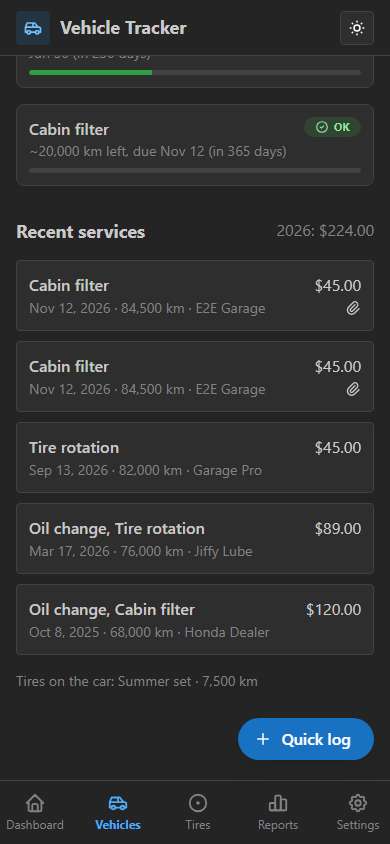 Vehicle Tracker
Cabin filter
OK
~20,000 km left, due Nov 12 (in 365 days)
Recent services
2026: $224.00
Cabin filter
$45.00
Nov 12, 2026 · 84,500 km · E2E Garage
Cabin filter
$45.00
Nov 12, 2026 · 84,500 km · E2E Garage
Tire rotation
$45.00
Sep 13, 2026 · 82,000 km · Garage Pro
Oil change, Tire rotation
$89.00
Mar 17, 2026 · 76,000 km · Jiffy Lube
Oil change, Cabin filter
$120.00
Oct 8, 2025 · 68,000 km · Honda Dealer
Tires on the car: Summer set · 7,500 km
+ Quick log
Dashboard
Vehicles
Tires
Reports
Settings